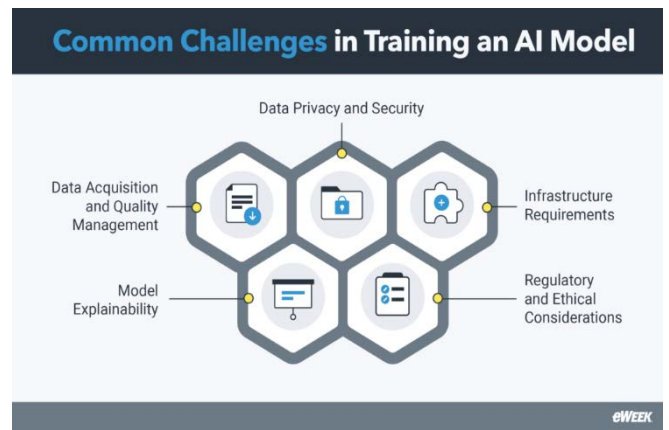 Common Challenges in Training an AI Model
Data Privacy and Security
Data Acquisition
and Quality
Management
Infrastructure
Requirements
Model
Explainability
Regulatory
and Ethical
Considerations
eWEEK